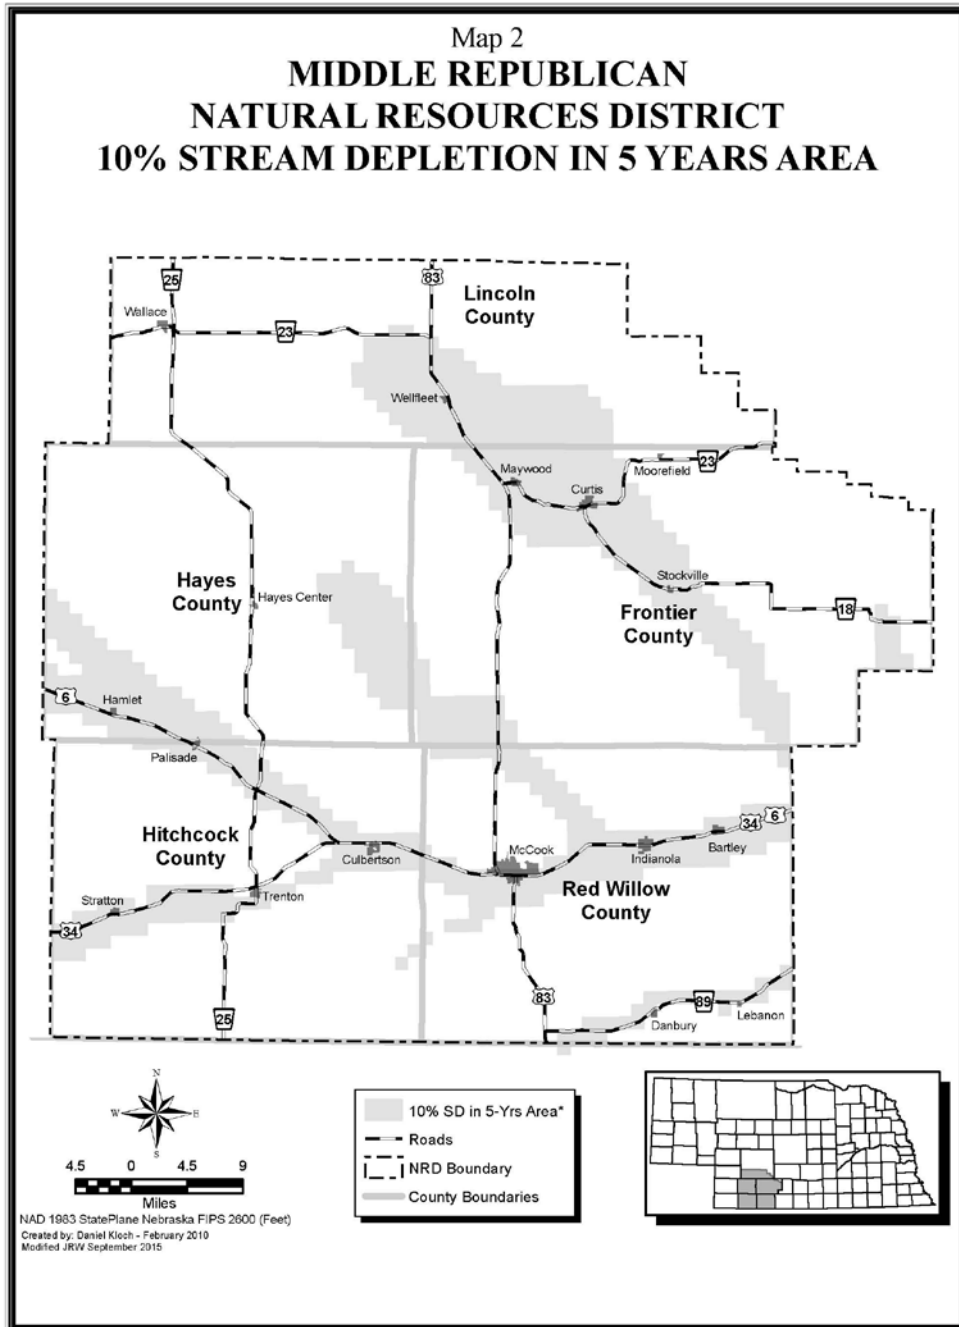 Map 2
MIDDLE REPUBLICAN
NATURAL RESOURCES DISTRICT
10% STREAM DEPLETION IN 5 YEARS AREA
25
83
Lincoln
County
Wallace
23
Wellfleet
Maywood
Moorefield
23
Curtis
Hayes
County
Hayes Center
Stockville
Frontier
County
18
6
Hamlet
Palisade
Hitchcock
County
Culbertson
McCook
Indianola
Bartley
34
6
Red Willow
County
Stratton
Trenton
34
25
83
89
Danbury
Lebanon
N
W
E
S
4.5 0 4.5 9
Miles
NAD 1983 StatePlane Nebraska FIPS 2600 (Feet)
Created by: Daniel Kloch - February 2010
Modified JRW September 2015
10% SD in 5-Yrs Area*
Roads
NRD Boundary
County Boundaries